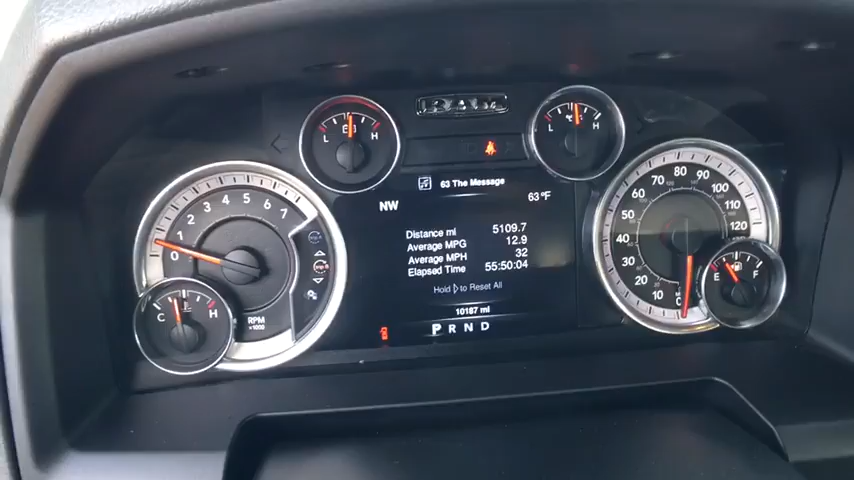 RAM
L H
L H
63 The Message
NW 63°F
Distance mi 5109.7
Average MPG 12.9
Average MPH 32
Elapsed Time 55:50:04
Hold to Reset All
10187 mi
PRND
0 1 2 3 4 5 6 7
RPM
x1000
C H
10 20 30 40 50 60 70 80 90 100 110 120
E F